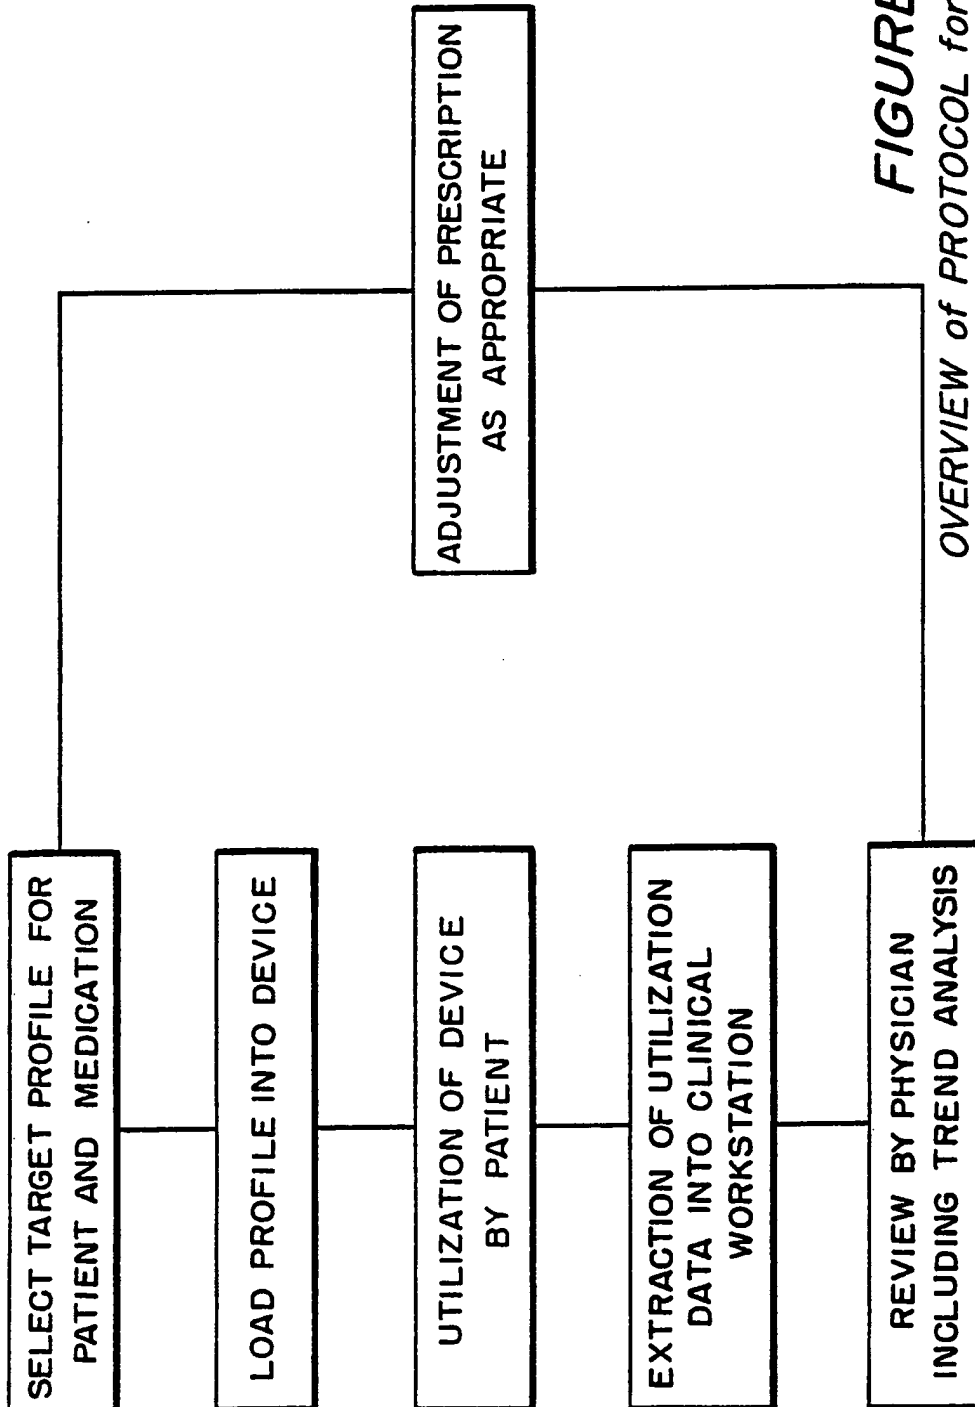 SELECT TARGET PROFILE FOR
PATIENT AND MEDICATION
LOAD PROFILE INTO DEVICE
UTILIZATION OF DEVICE
BY PATIENT
EXTRACTION OF UTILIZATION
DATA INTO CLINICAL
WORKSTATION
REVIEW BY PHYSICIAN
INCLUDING TREND ANALYSIS
ADJUSTMENT OF PRESCRIPTION
AS APPROPRIATE
FIGURE
OVERVIEW of PROTOCOL for